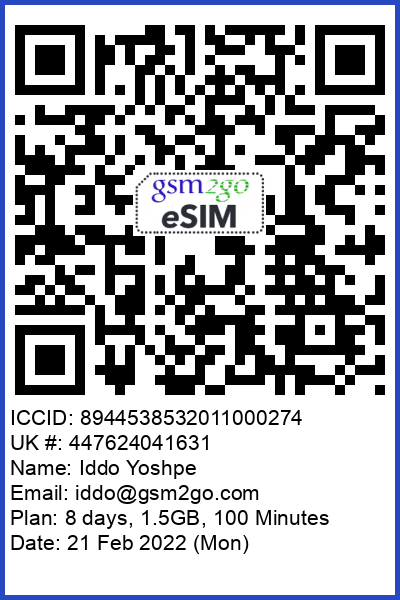 gsm2go
eSIM
ICCID: 8944538532011000274
UK #: 447624041631
Name: Iddo Yoshpe
Email: iddo@gsm2go.com
Plan: 8 days, 1.5GB, 100 Minutes
Date: 21 Feb 2022 (Mon)